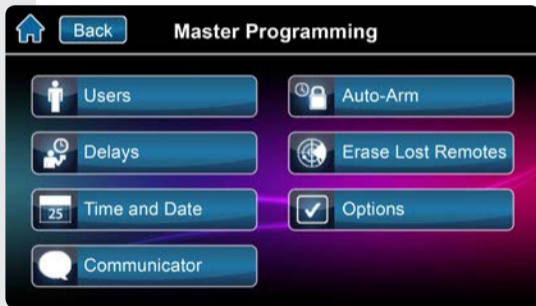 Back
Master Programming
Users
Auto-Arm
Delays
Erase Lost Remotes
25
Time and Date
Options
Communicator